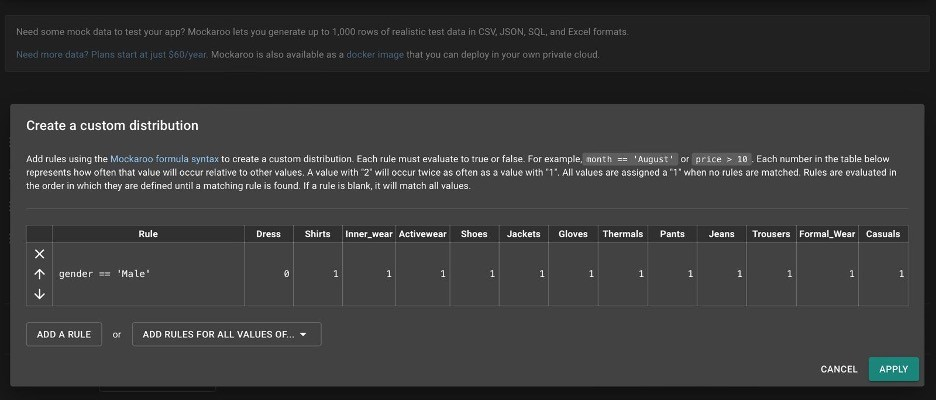 Need some mock data to test your app? Mockaroo lets you generate up to 1,000 rows of realistic test data in CSV, JSON, SQL, and Excel formats.
Need more data? Plans start at just $60/year. Mockaroo is also available as a docker image that you can deploy in your own private cloud.
Create a custom distribution
Add rules using the Mockaroo formula syntax to create a custom distribution. Each rule must evaluate to true or false. For example, month == 'August' or price > 10 . Each number in the table below
represents how often that value will occur relative to other values. A value with "2" will occur twice as often as a value with "1". All values are assigned a "1" when no rules are matched. Rules are evaluated in
the order in which they are defined until a matching rule is found. If a rule is blank, it will match all values.
Rule Dress Shirts Inner_wear Activewear Shoes Jackets Gloves Thermals Pants Jeans Trousers Formal_Wear Casuals
gender == 'Male' 0 1 1 1 1 1 1 1 1 1 1 1 1
ADD A RULE or ADD RULES FOR ALL VALUES OF...
CANCEL APPLY